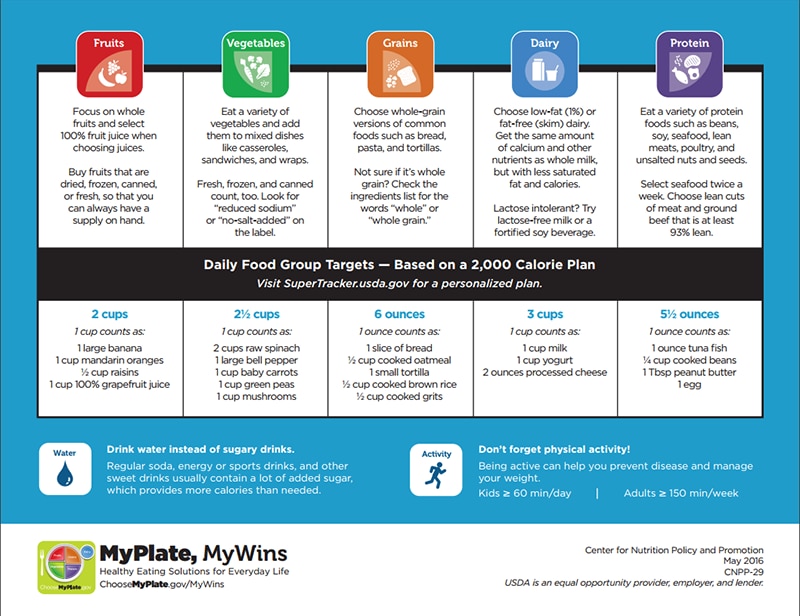 Fruits
Focus on whole
fruits and select
100% fruit juice when
choosing juices.
Buy fruits that are
dried, frozen, canned,
or fresh, so that you
can always have a
supply on hand.
Vegetables
Eat a variety of
vegetables and add
them to mixed dishes
like casseroles,
sandwiches, and wraps.
Fresh, frozen, and canned
count, too. Look for
“reduced sodium”
or “no-salt-added” on
the label.
Grains
Choose whole-grain
versions of common
foods such as bread,
pasta, and tortillas.
Not sure if it’s whole
grain? Check the
ingredients list for the
words “whole” or
“whole grain.”
Dairy
Choose low-fat (1%) or
fat-free (skim) dairy.
Get the same amount
of calcium and other
nutrients as whole milk,
but with less saturated
fat and calories.
Lactose intolerant? Try
lactose-free milk or a
fortified soy beverage.
Protein
Eat a variety of protein
foods such as beans,
soy, seafood, lean
meats, poultry, and
unsalted nuts and seeds.
Select seafood twice a
week. Choose lean cuts
of meat and ground
beef that is at least
93% lean.
Daily Food Group Targets — Based on a 2,000 Calorie Plan
Visit SuperTracker.usda.gov for a personalized plan.
2 cups
1 cup counts as:
1 large banana
1 cup mandarin oranges
½ cup raisins
1 cup 100% grapefruit juice
2½ cups
1 cup counts as:
2 cups raw spinach
1 large bell pepper
1 cup baby carrots
1 cup green peas
1 cup mushrooms
6 ounces
1 ounce counts as:
1 slice of bread
½ cup cooked oatmeal
1 small tortilla
½ cup cooked brown rice
½ cup cooked grits
3 cups
1 cup counts as:
1 cup milk
1 cup yogurt
2 ounces processed cheese
5½ ounces
1 ounce counts as:
1 ounce tuna fish
¼ cup cooked beans
1 Tbsp peanut butter
1 egg
Water
Drink water instead of sugary drinks.
Regular soda, energy or sports drinks, and other
sweet drinks usually contain a lot of added sugar,
which provides more calories than needed.
Activity
Don’t forget physical activity!
Being active can help you prevent disease and manage
your weight.
Kids ≥ 60 min/day | Adults ≥ 150 min/week
MyPlate, MyWins
Healthy Eating Solutions for Everyday Life
ChooseMyPlate.gov/MyWins
Center for Nutrition Policy and Promotion
May 2016
CNPP-29
USDA is an equal opportunity provider, employer, and lender.